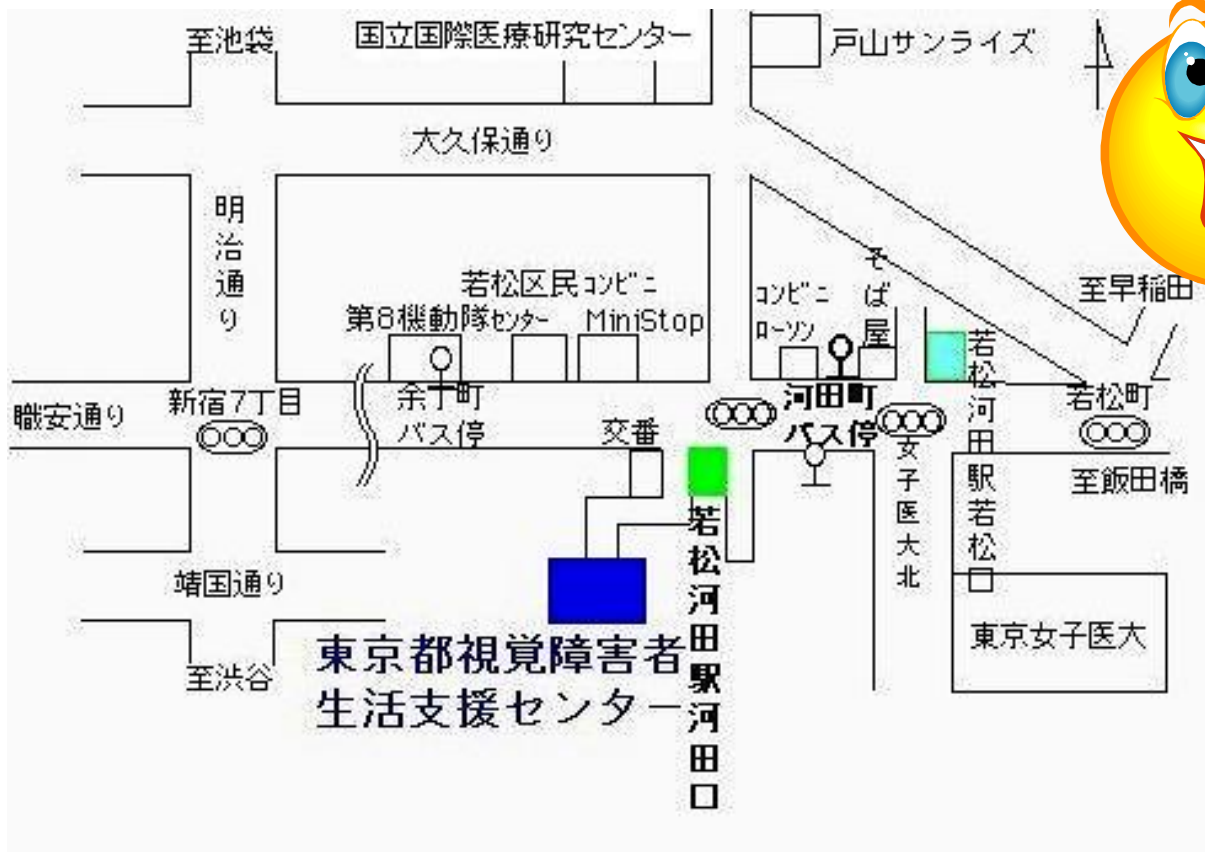 至池袋
国立国際医療研究センター
戸山サンライズ
大久保通り
明治通り
若松区民センター
コンビニ
MiniStop
第8機動隊
コンビニ
ローソン
そば屋
至早稲田
若松河田駅若松口
職安通り
新宿7丁目
余丁町
バス停
交番
河田町
バス停
女子医大北
若松町
至飯田橋
靖国通り
若松河田駅河田口
東京女子医大
東京都視覚障害者
生活支援センター
至渋谷